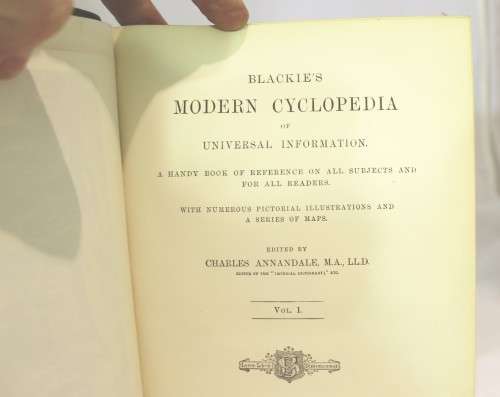 BLACKIE'S
MODERN CYCLOPEDIA
OF
UNIVERSAL INFORMATION.
A HANDY BOOK OF REFERENCE ON ALL SUBJECTS AND
FOR ALL READERS.
WITH NUMEROUS PICTORIAL ILLUSTRATIONS AND
A SERIES OF MAPS.
EDITED BY
CHARLES ANNANDALE, M.A., LL.D.
EDITOR OF THE "IMPERIAL DICTIONARY," ETC.
VOL. I.